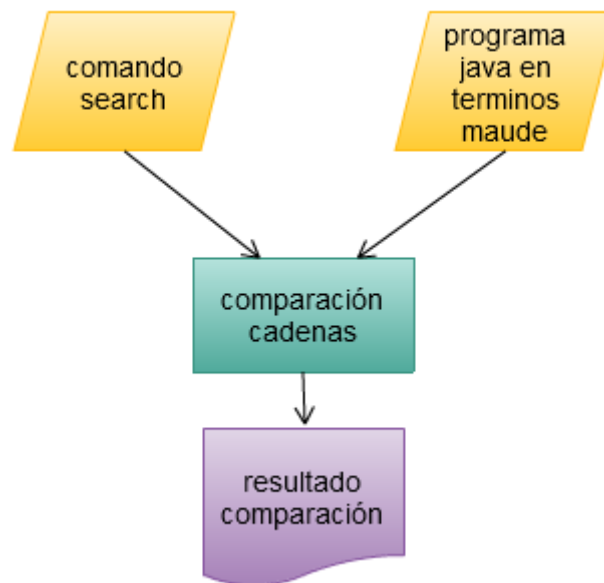 comando
search
programa
java en
terminos
maude
comparación
cadenas
resultado
comparación